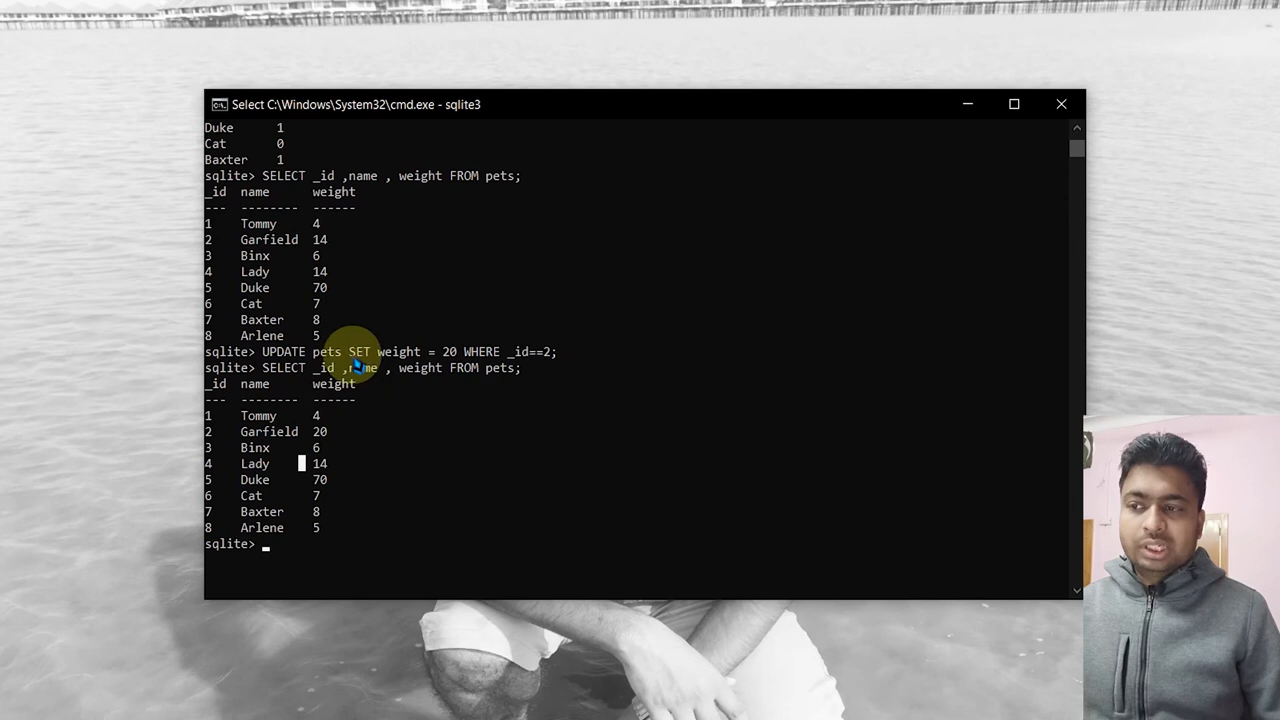 Select C:\Windows\System32\cmd.exe - sqlite3
Duke 1
Cat 0
Baxter 1
sqlite> SELECT _id ,name , weight FROM pets;
_id name weight
--- -------- ------
1 Tommy 4
2 Garfield 14
3 Binx 6
4 Lady 14
5 Duke 70
6 Cat 7
7 Baxter 8
8 Arlene 5
sqlite> UPDATE pets SET weight = 20 WHERE _id==2;
sqlite> SELECT _id ,name , weight FROM pets;
_id name weight
--- -------- ------
1 Tommy 4
2 Garfield 20
3 Binx 6
4 Lady 14
5 Duke 70
6 Cat 7
7 Baxter 8
8 Arlene 5
sqlite>